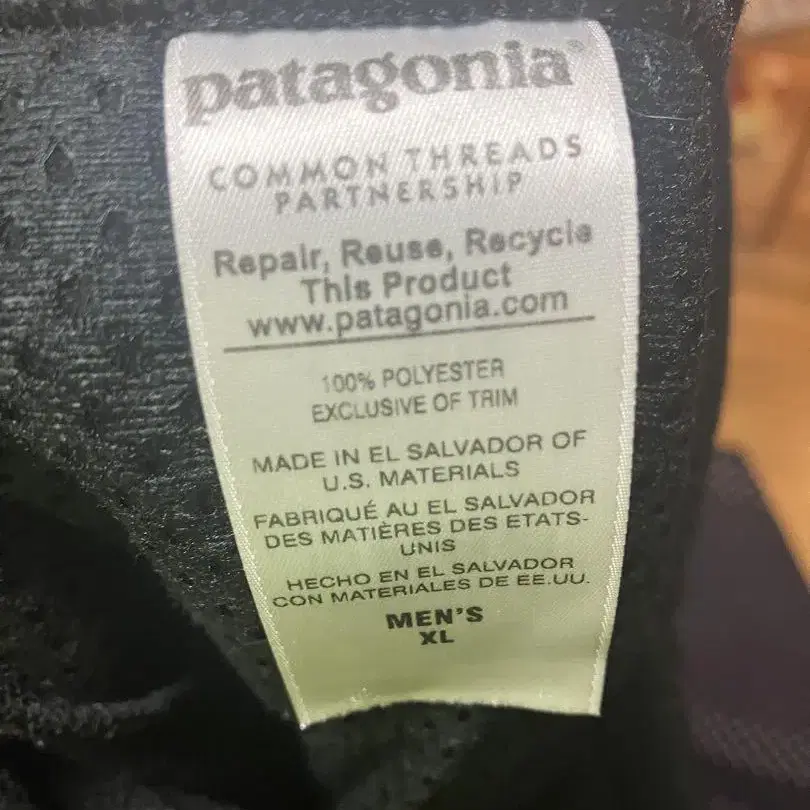 patagonia®
COMMON THREADS
PARTNERSHIP
Repair, Reuse, Recycle
This Product
www.patagonia.com
100% POLYESTER
EXCLUSIVE OF TRIM
MADE IN EL SALVADOR OF
U.S. MATERIALS
FABRIQUÉ AU EL SALVADOR
DES MATIÈRES DES ETATS-
UNIS
HECHO EN EL SALVADOR
CON MATERIALES DE EE.UU.
MEN'S
XL